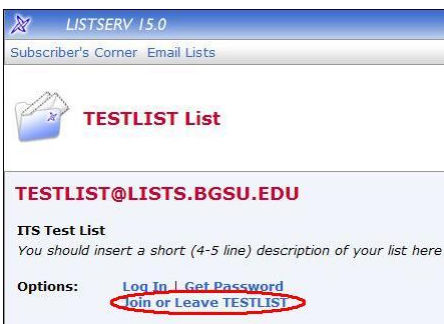 LISTSERV 15.0
Subscriber's Corner Email Lists
TESTLIST List
TESTLIST@LISTS.BGSU.EDU
ITS Test List
You should insert a short (4-5 line) description of your list here
Options: Log In | Get Password
Join or Leave TESTLIST